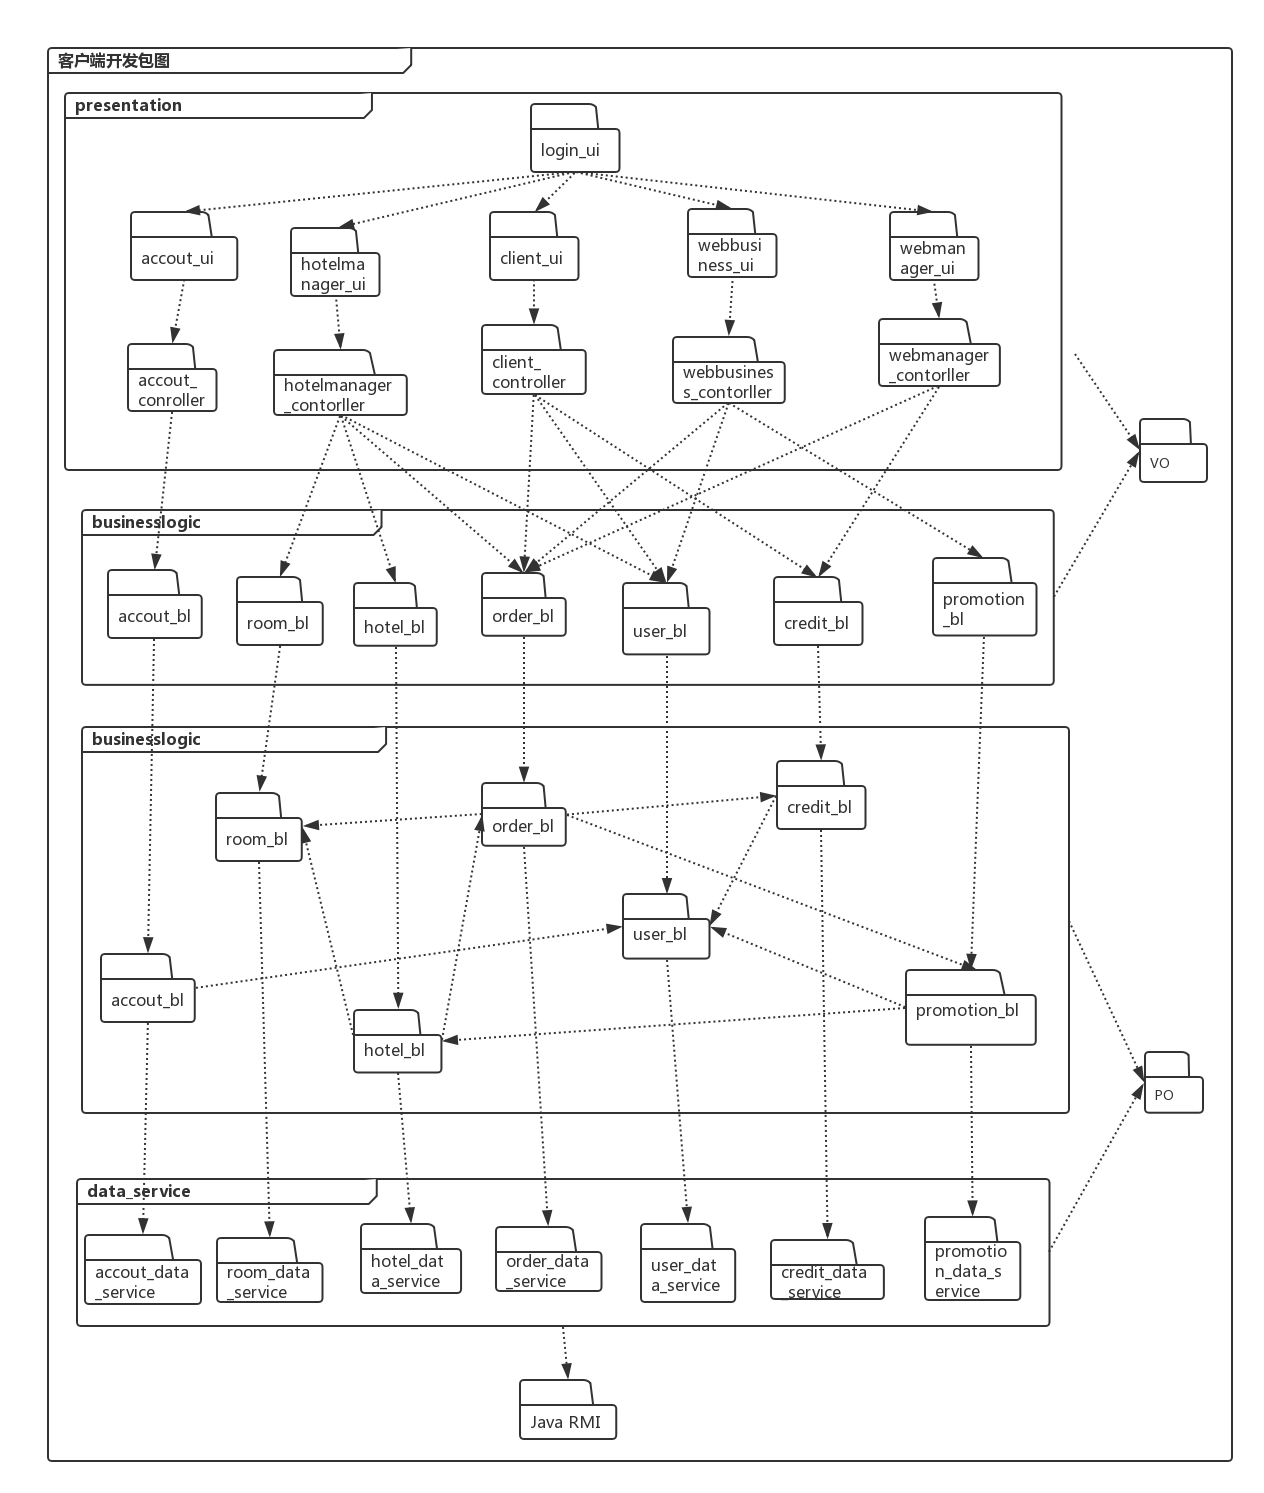 客户端开发包图
presentation
login_ui
accout_ui
hotelma
nager_ui
client_ui
webbusi
ness_ui
webman
ager_ui
accout_
conroller
hotelmanager
_contorller
client_
controller
webbusines
s_contorller
webmanager
_contorller
VO
businesslogic
accout_bl
room_bl
hotel_bl
order_bl
user_bl
credit_bl
promotion
_bl
businesslogic
room_bl
order_bl
credit_bl
user_bl
accout_bl
hotel_bl
promotion_bl
PO
data_service
accout_data
_service
room_data
_service
hotel_dat
a_service
order_data
_service
user_dat
a_service
credit_data
_service
promotio
n_data_s
ervice
Java RMI